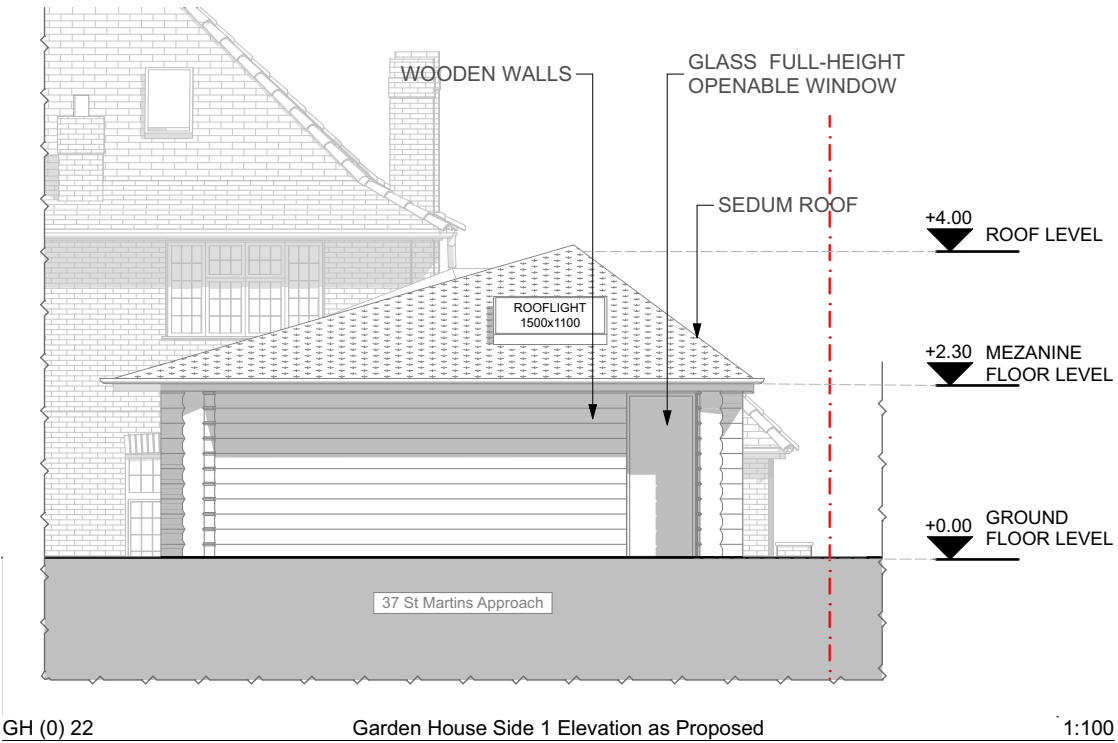 WOODEN WALLS
GLASS FULL-HEIGHT
OPENABLE WINDOW
SEDUM ROOF
+4.00
ROOF LEVEL
ROOFLIGHT
1500x1100
+2.30
MEZANINE
FLOOR LEVEL
+0.00
GROUND
FLOOR LEVEL
37 St Martins Approach
GH (0) 22
Garden House Side 1 Elevation as Proposed
1:100